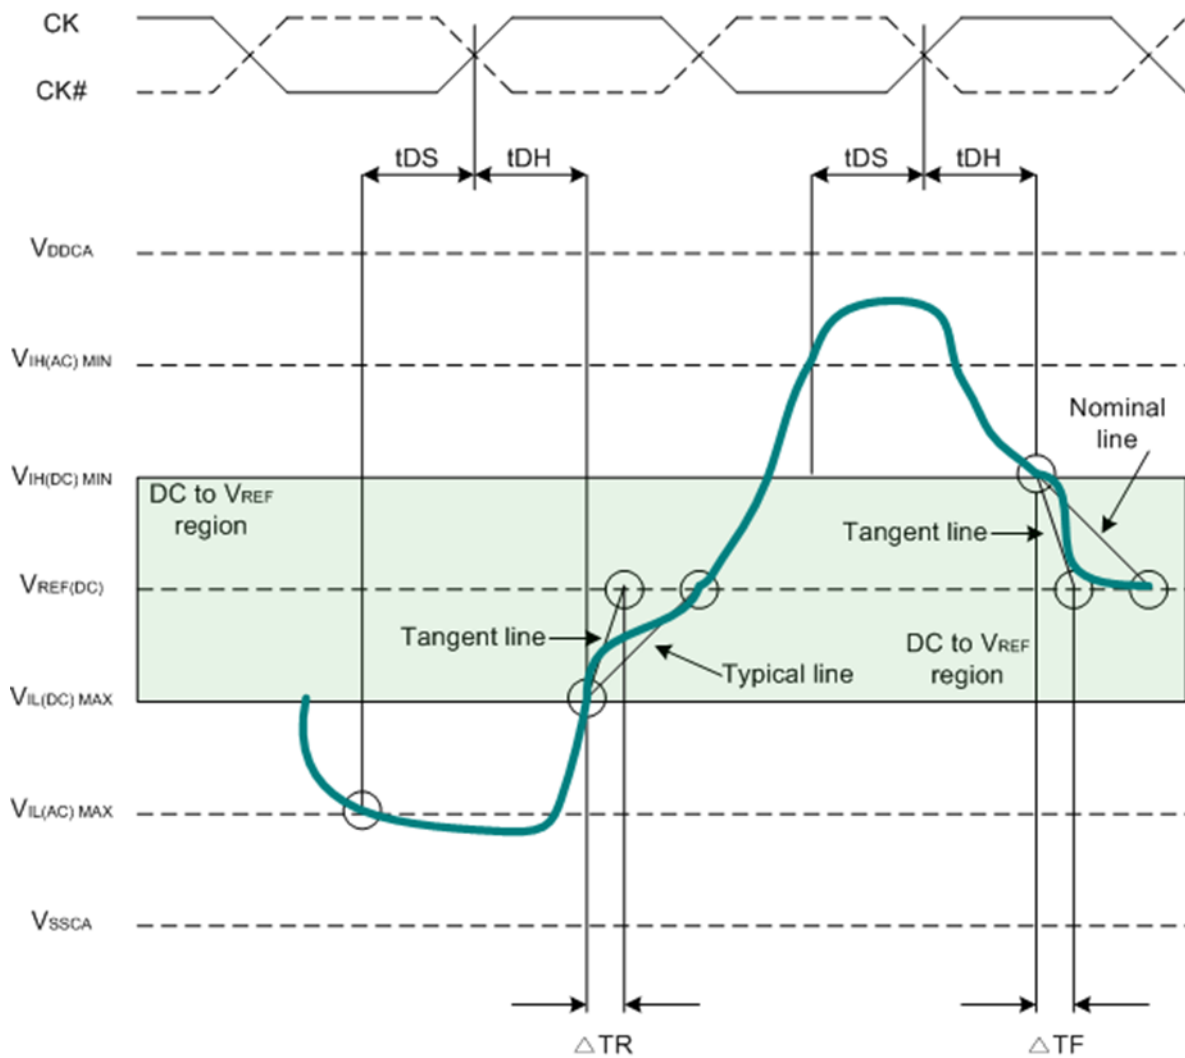 CK
CK#
tDS
tDH
tDS
tDH
VDDCA
VIH(AC) MIN
Nominal
line
VIH(DC) MIN
DC to VREF
region
Tangent line
VREF(DC)
Tangent line
DC to VREF
region
Typical line
VIL(DC) MAX
VIL(AC) MAX
VSSCA
△TR
△TF